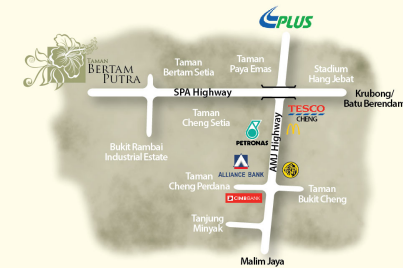 PLUS
TAMAN
BERTAM
PUTRA
Taman
Bertam Setia
Taman
Paya Emas
Stadium
Hang Jebat
SPA Highway
Krubong/
Batu Berendam
Taman
Cheng Setia
TESCO
CHENG
Bukit Rambai
Industrial Estate
PETRONAS
AMJ Highway
ALLIANCE BANK
Taman
Cheng Perdana
CIMB BANK
Taman
Bukit Cheng
Tanjung
Minyak
Malim Jaya